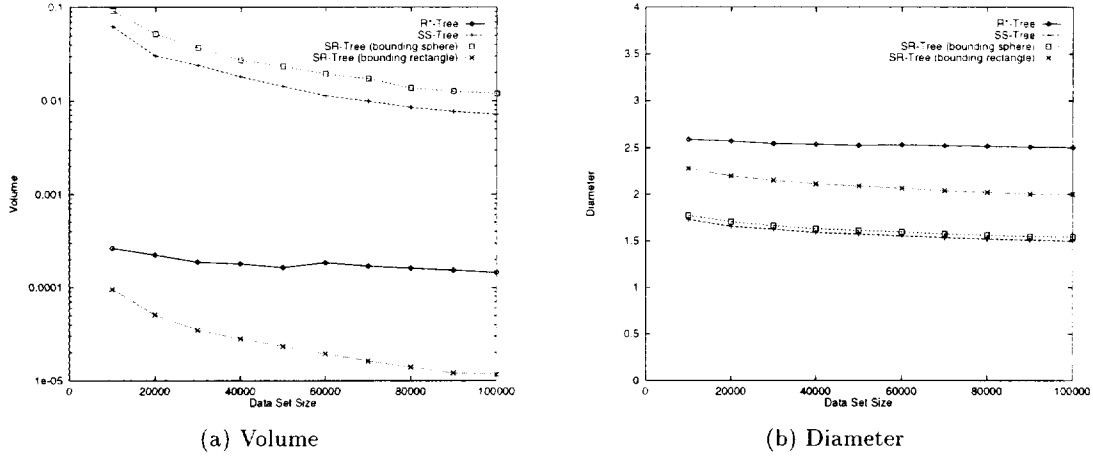 0.1
0.01
0.001
0.0001
1e-05
Volume
0
20000
40000
60000
80000
100000
Data Set Size
R*-Tree
SS-Tree
SR-Tree (bounding sphere)
SR-Tree (bounding rectangle)
(a) Volume
4
3.5
3
2.5
2
1.5
1
0.5
0
Diameter
0
20000
40000
60000
80000
100000
Data Set Size
R*-Tree
SS-Tree
SR-Tree (bounding sphere)
SR-Tree (bounding rectangle)
(b) Diameter